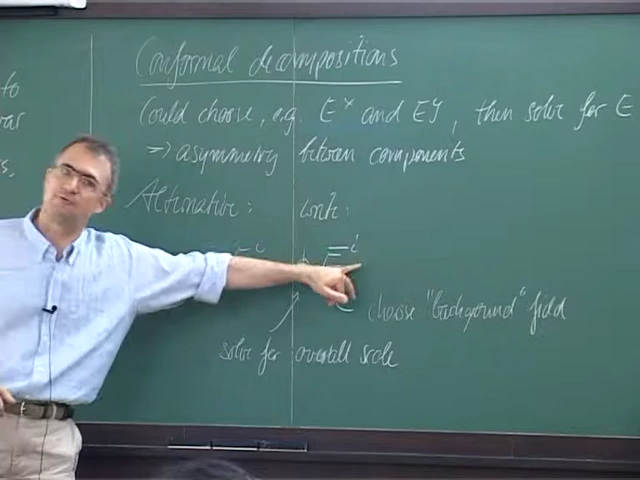 to
Conformal decompositions
Could choose, e.g. E^x and E^y, then solve for E
=> asymmetry between components
s.
Alternative: write:
E^i Ē^i
choose "background" field
solve for overall scale